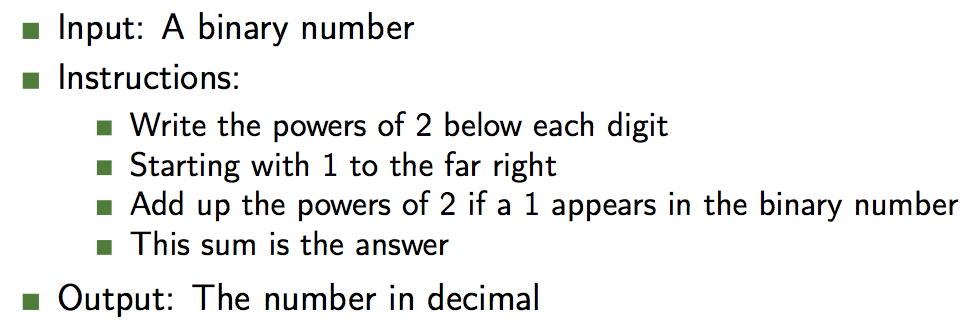 Input: A binary number
Instructions:
Write the powers of 2 below each digit
Starting with 1 to the far right
Add up the powers of 2 if a 1 appears in the binary number
This sum is the answer
Output: The number in decimal